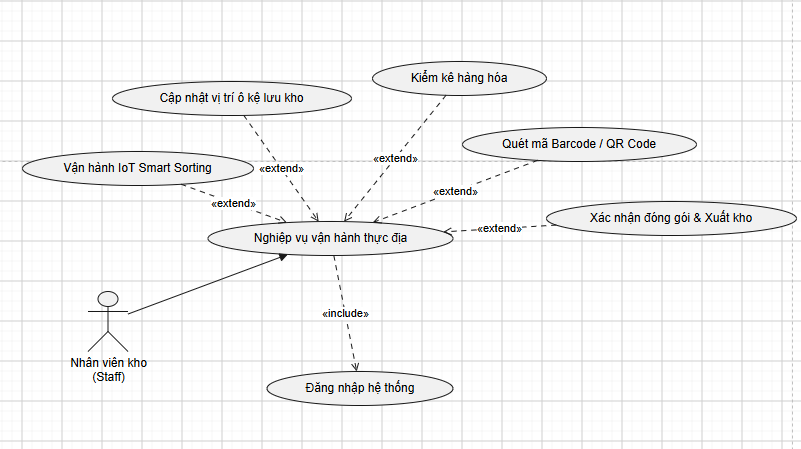 Kiểm kê hàng hóa
Cập nhật vị trí ô kệ lưu kho
Quét mã Barcode / QR Code
«extend»
Vận hành IoT Smart Sorting
«extend»
«extend»
«extend»
Xác nhận đóng gói & Xuất kho
«extend»
Nghiệp vụ vận hành thực địa
«include»
Nhân viên kho
(Staff)
Đăng nhập hệ thống